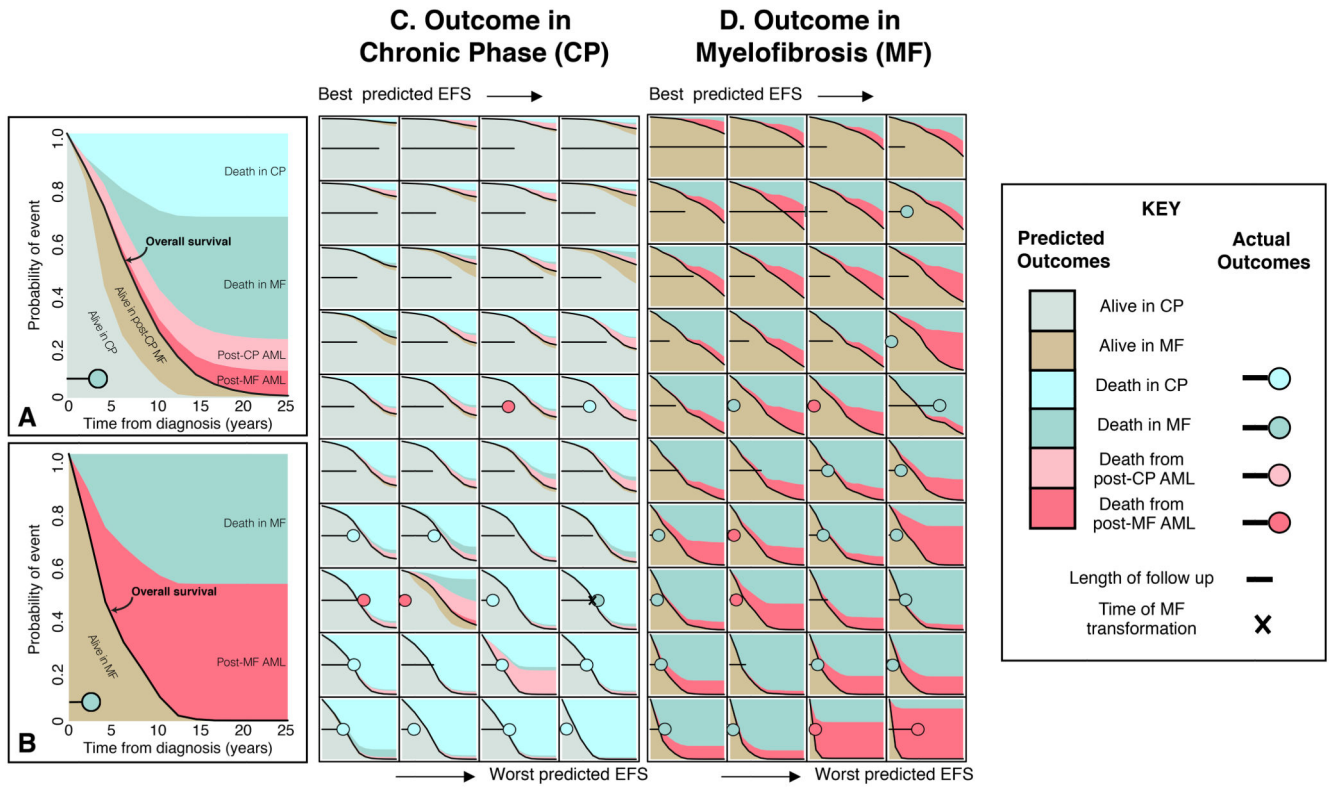 C. Outcome in
Chronic Phase (CP)
D. Outcome in
Myelofibrosis (MF)
Best predicted EFS
Best predicted EFS
Probability of event
1.0
0.8
0.6
0.4
0.2
0
Death in CP
Overall survival
Death in MF
Alive in post-CP MF
Alive in CP
Post-CP AML
Post-MF AML
A
0 5 10 15 20 25
Time from diagnosis (years)
Probability of event
1.0
0.8
0.6
0.4
0.2
0
Death in MF
Overall survival
Alive in MF
Post-MF AML
B
0 5 10 15 20 25
Time from diagnosis (years)
Worst predicted EFS
Worst predicted EFS
KEY
Predicted
Outcomes
Actual
Outcomes
Alive in CP
Alive in MF
Death in CP
Death in MF
Death from
post-CP AML
Death from
post-MF AML
Length of follow up
Time of MF
transformation
X